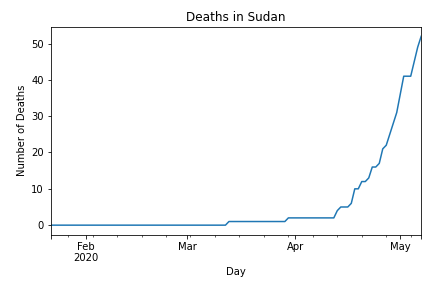 Deaths in Sudan
Number of Deaths
50
40
30
20
10
0
Feb
2020
Mar
Apr
May
Day